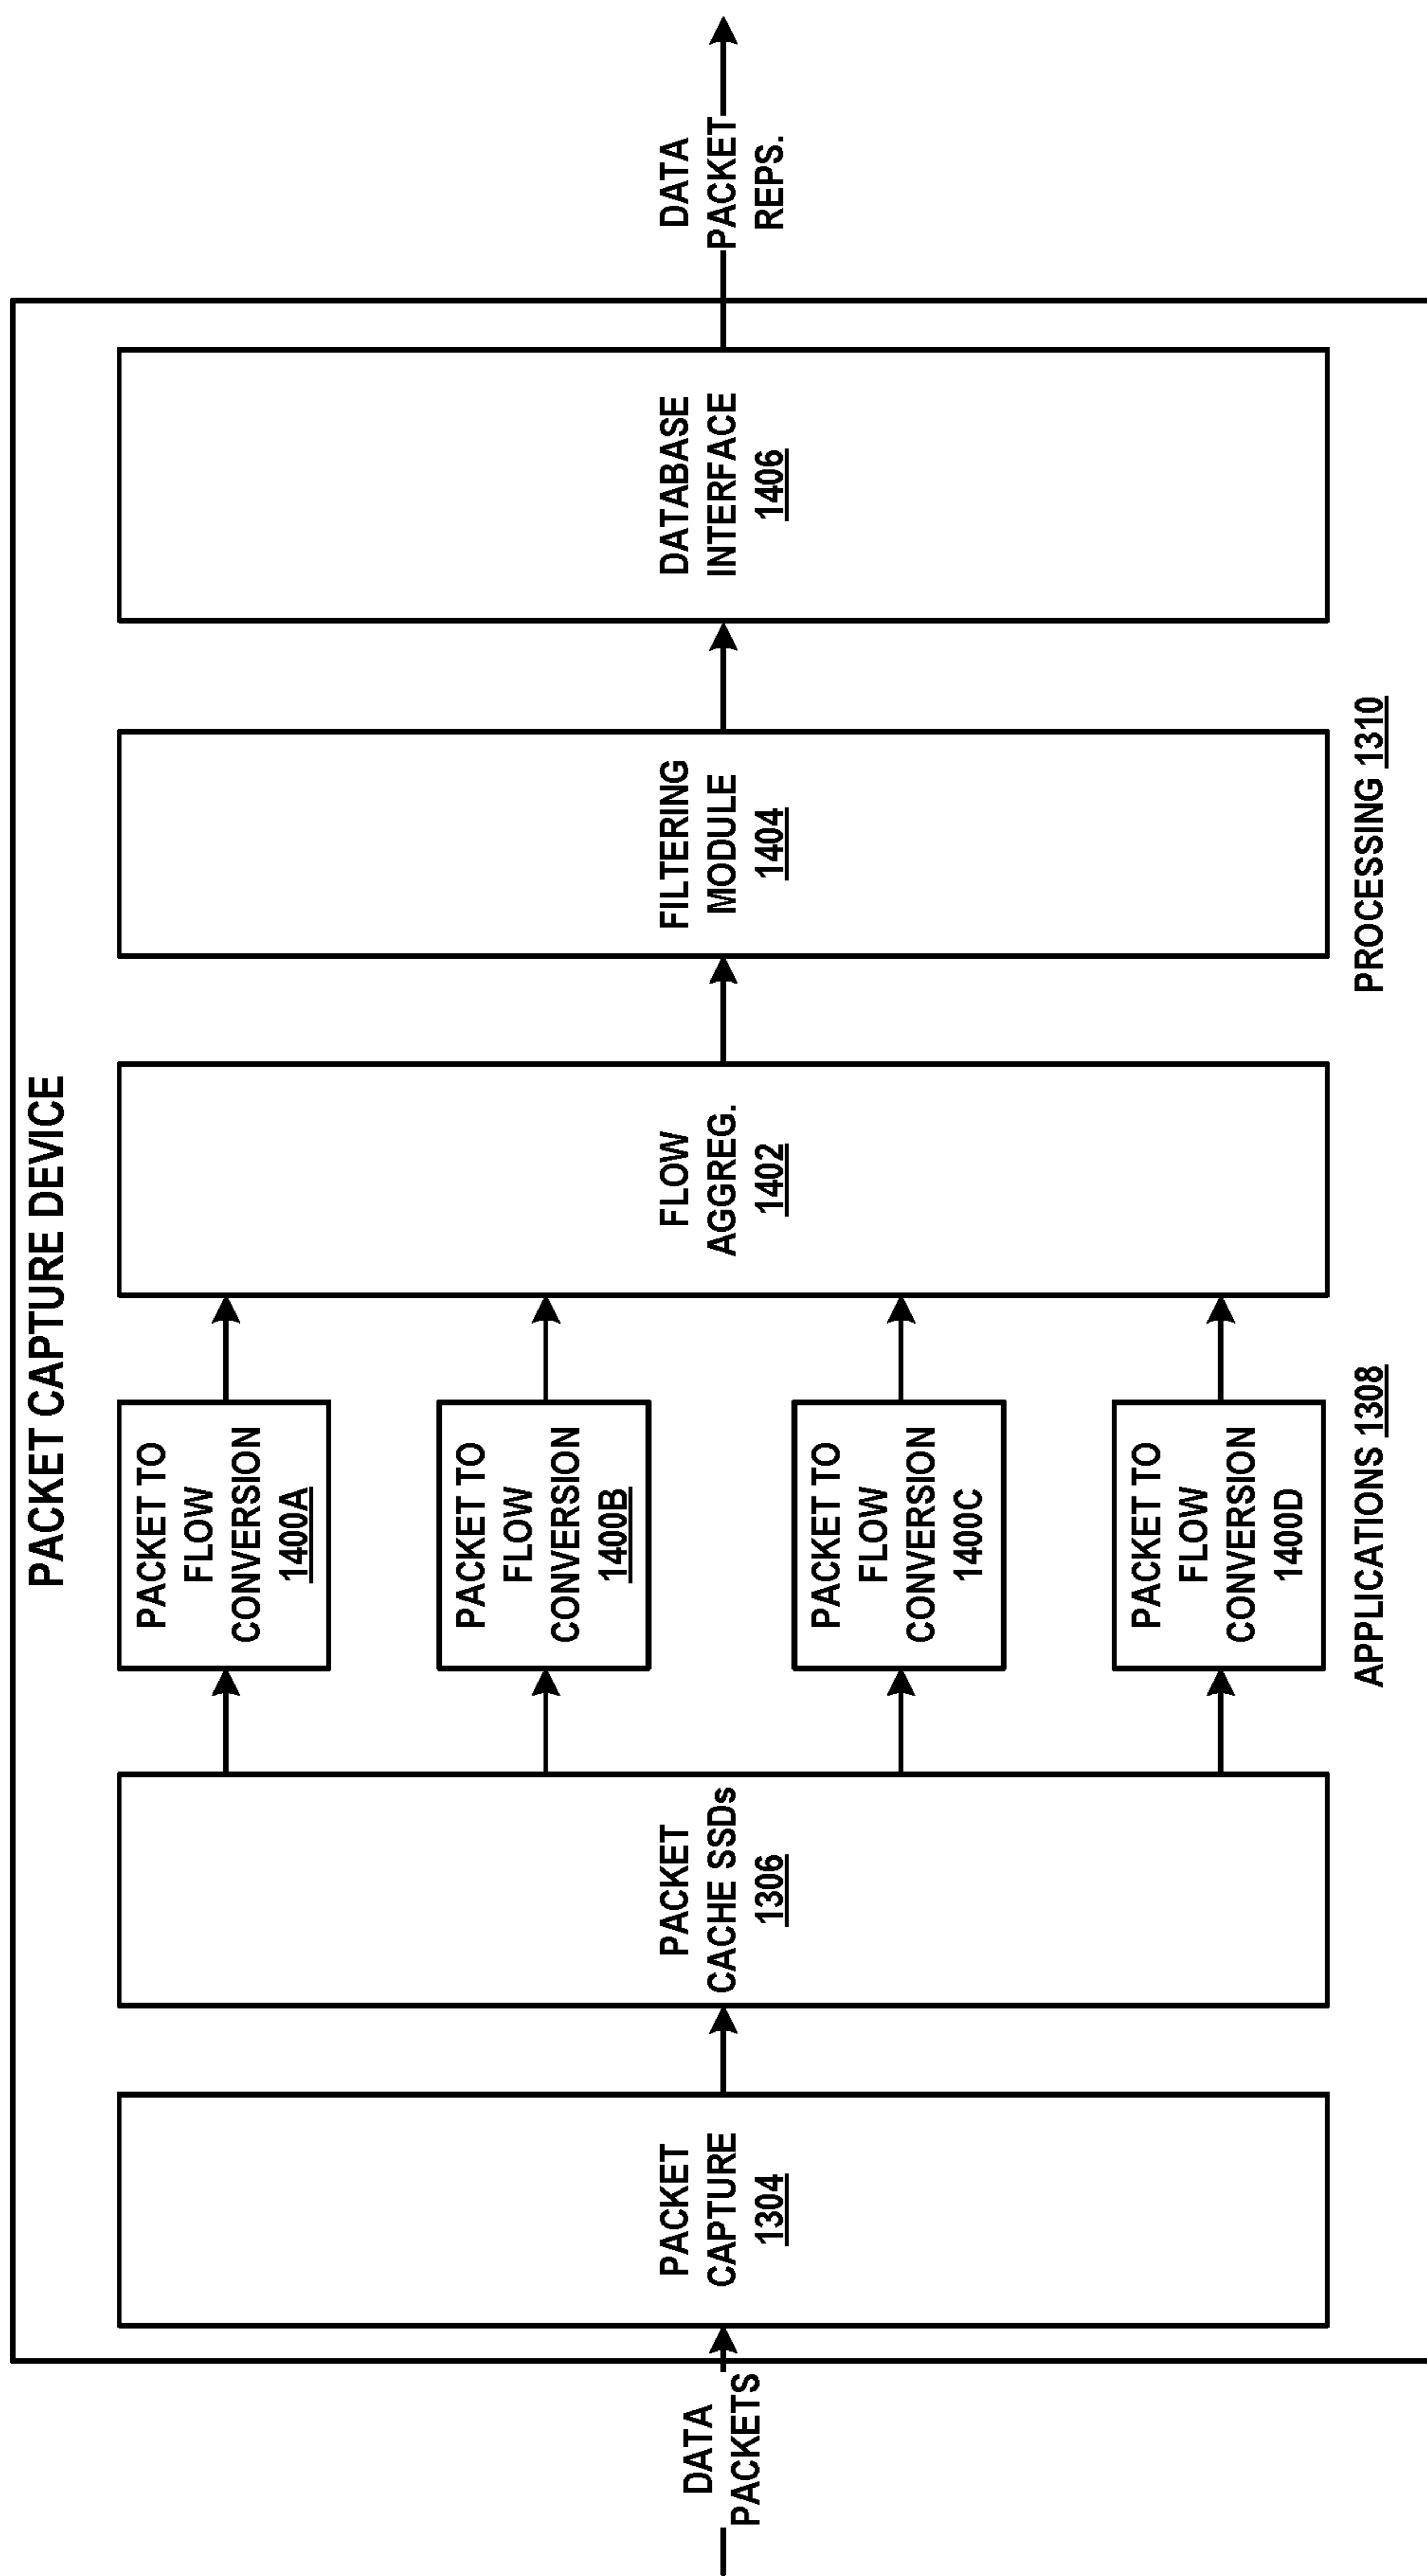 PACKET CAPTURE DEVICE
DATA
PACKETS
PACKET
CAPTURE
1304
PACKET
CACHE SSDs
1306
PACKET TO
FLOW
CONVERSION
1400A
PACKET TO
FLOW
CONVERSION
1400B
PACKET TO
FLOW
CONVERSION
1400C
PACKET TO
FLOW
CONVERSION
1400D
FLOW
AGGREG.
1402
FILTERING
MODULE
1404
DATABASE
INTERFACE
1406
DATA
PACKET
REPS.
APPLICATIONS 1308
PROCESSING 1310